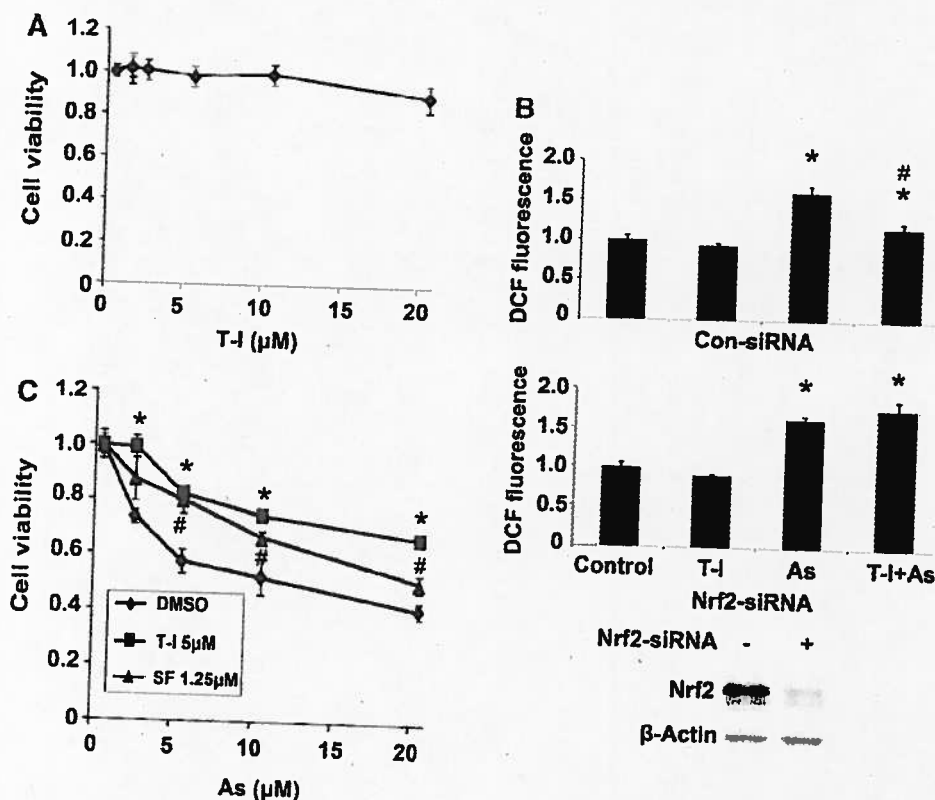 A
1.2
1.0
0.8
0.6
0.4
0.2
0
Cell viability
0 5 10 15 20
T-I (µM)
B
2.0
1.5
1.0
0.5
0
DCF fluorescence
*
#
*
Con-siRNA
2.0
1.5
1.0
0.5
0
DCF fluorescence
* *
Control T-I As T-I+As
Nrf2-siRNA
Nrf2-siRNA - +
Nrf2
β-Actin
C
1.2
1.0
0.8
0.6
0.4
0.2
0
Cell viability
* * * *
# # #
DMSO
T-I 5µM
SF 1.25µM
0 5 10 15 20
As (µM)